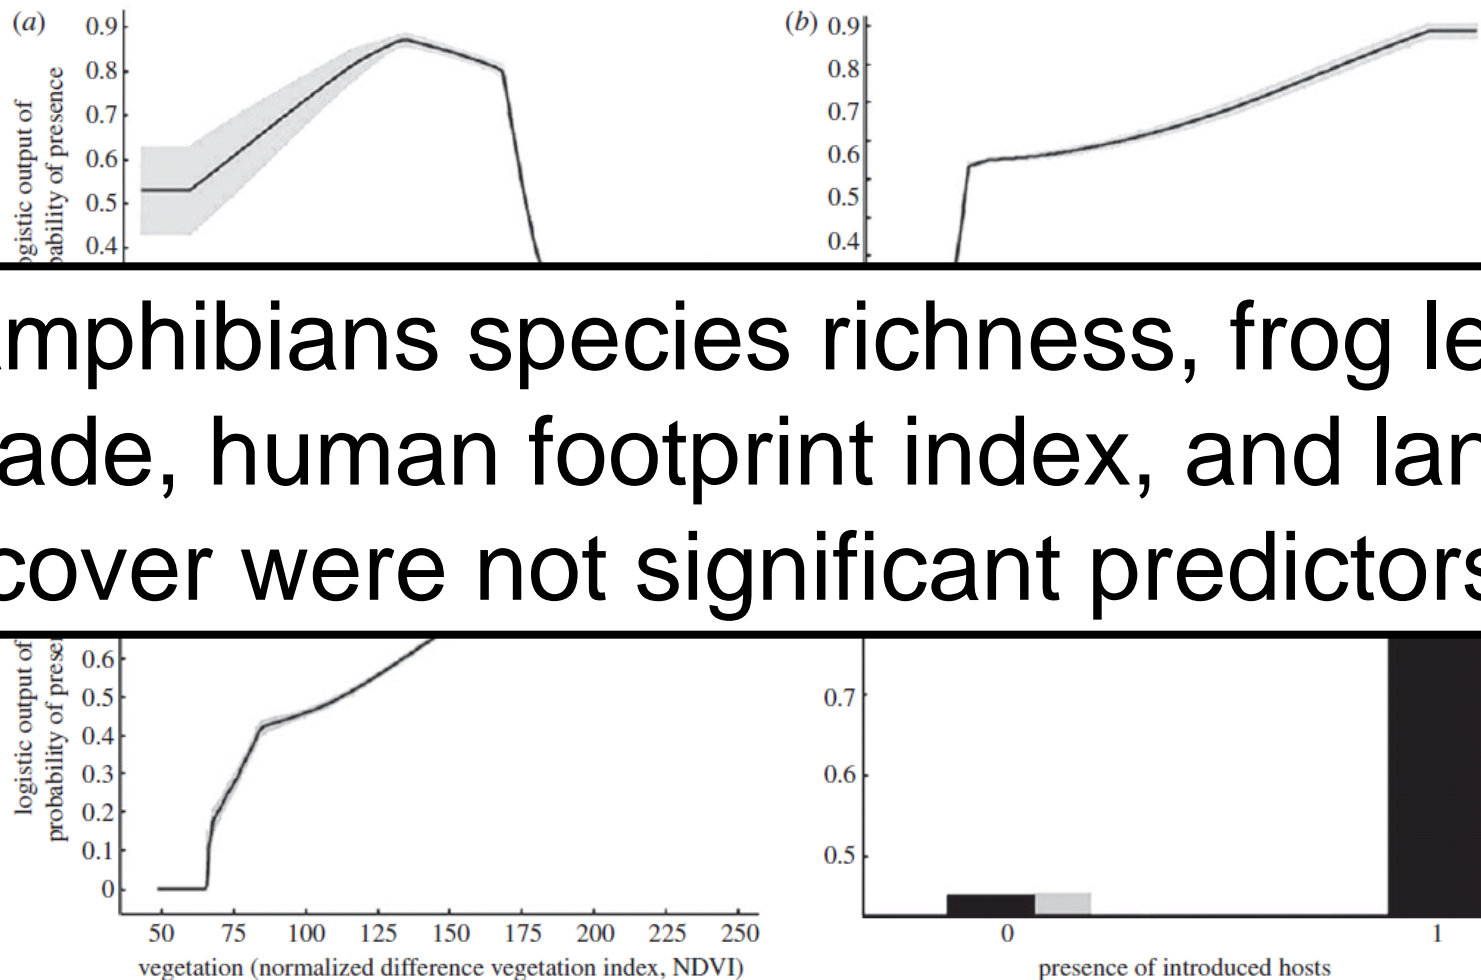 (a)
0.9
0.8
0.7
0.6
0.5
0.4
ogistic output of
bability of presence
(b)
0.9
0.8
0.7
0.6
0.5
0.4
mphibians species richness, frog le
ade, human footprint index, and lan
cover were not significant predictors
logistic output of
probability of prese
0.6
0.5
0.4
0.3
0.2
0.1
0
50 75 100 125 150 175 200 225 250
vegetation (normalized difference vegetation index, NDVI)
0.7
0.6
0.5
0 1
presence of introduced hosts